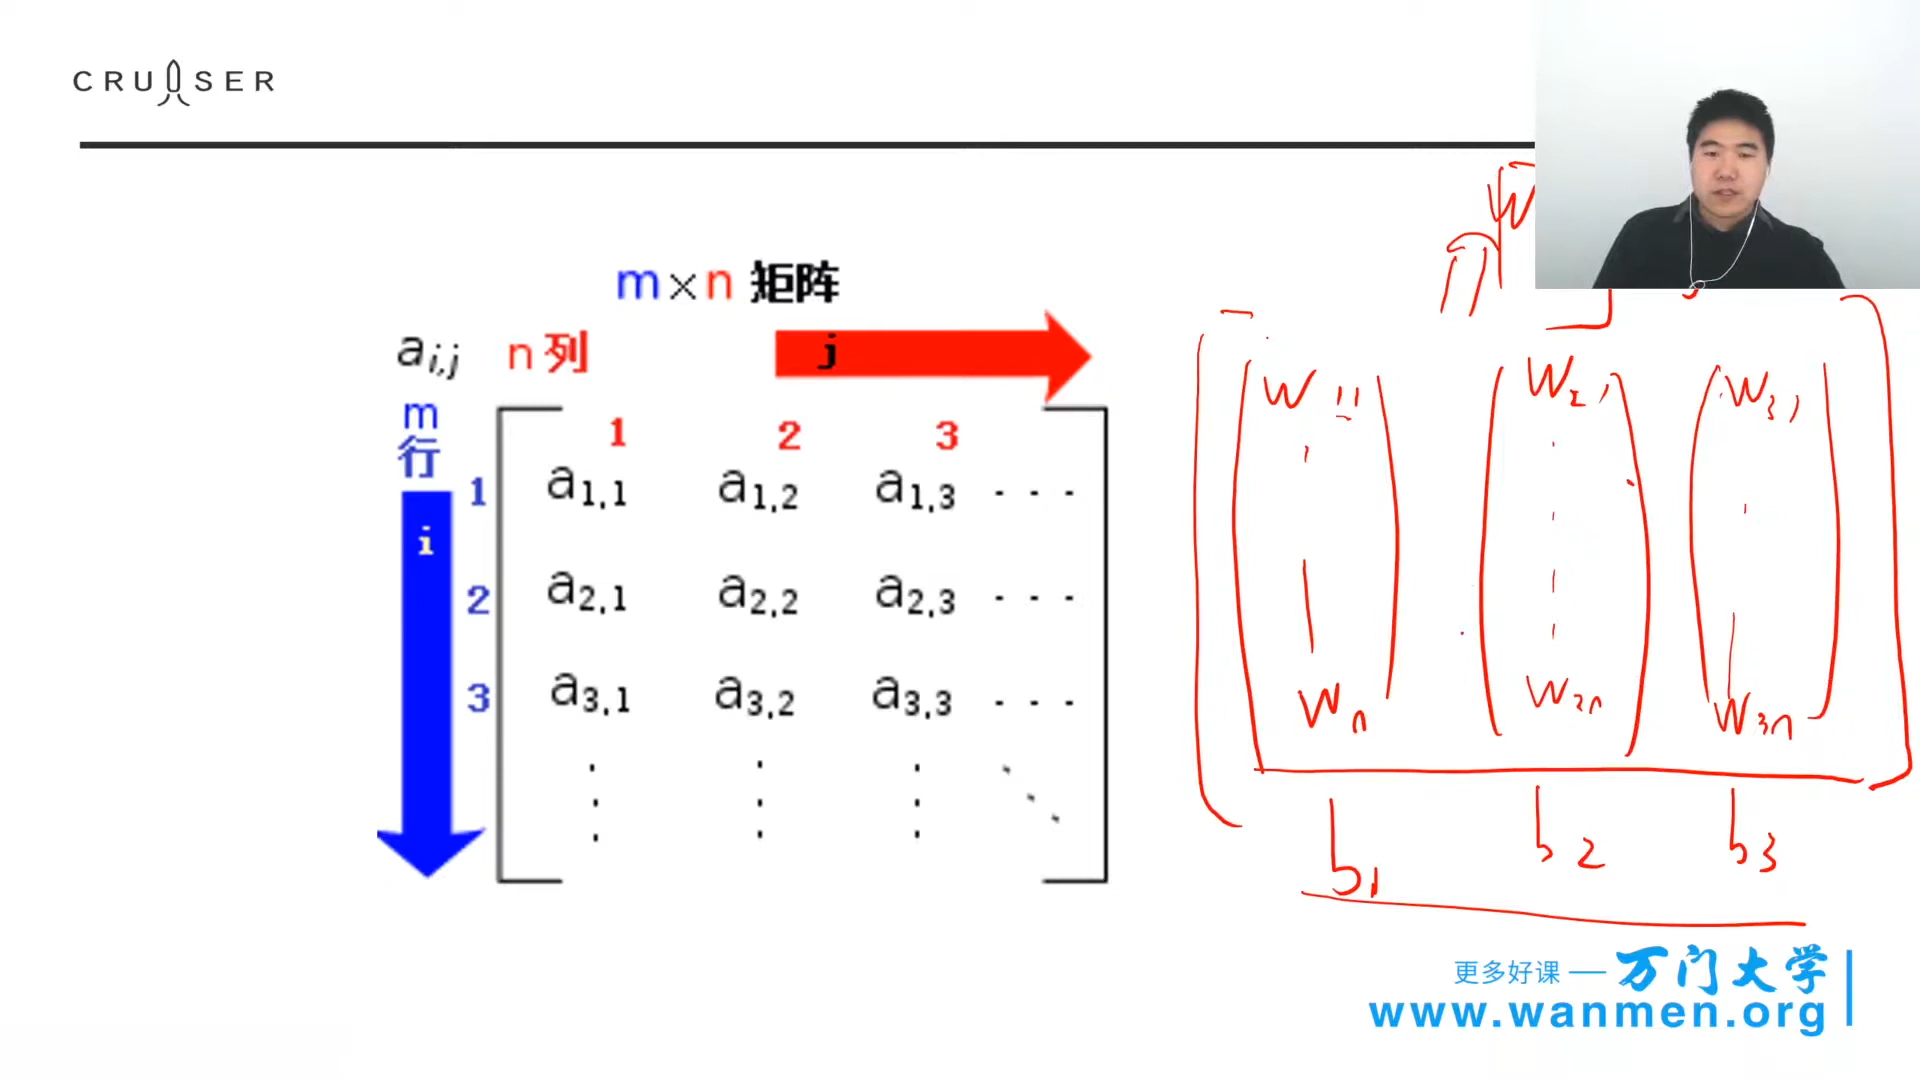 CRUISER
m×n 矩阵
a i,j n 列 j
m
行
i
1 2 3
1 a1,1 a1,2 a1,3 · · ·
2 a2,1 a2,2 a2,3 · · ·
3 a3,1 a3,2 a3,3 · · ·
W11 W2, W3,
Wn W2n W3n
b1 b2 b3
更多好课 — 万门大学
www.wanmen.org